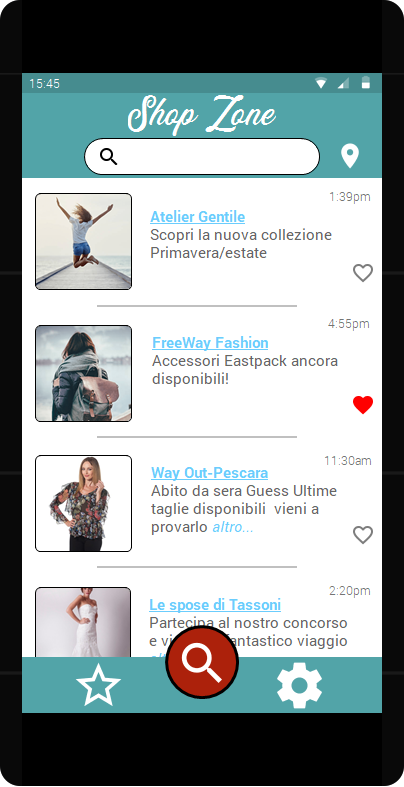 15:45
Shop Zone
1:39pm
Atelier Gentile
Scopri la nuova collezione
Primavera/estate
4:55pm
FreeWay Fashion
Accessori Eastpack ancora
disponibili!
11:30am
Way Out-Pescara
Abito da sera Guess Ultime
taglie disponibili vieni a
provarlo altro...
2:20pm
Le spose di Tassoni
Partecipa al nostro concorso
e fantastico viaggio